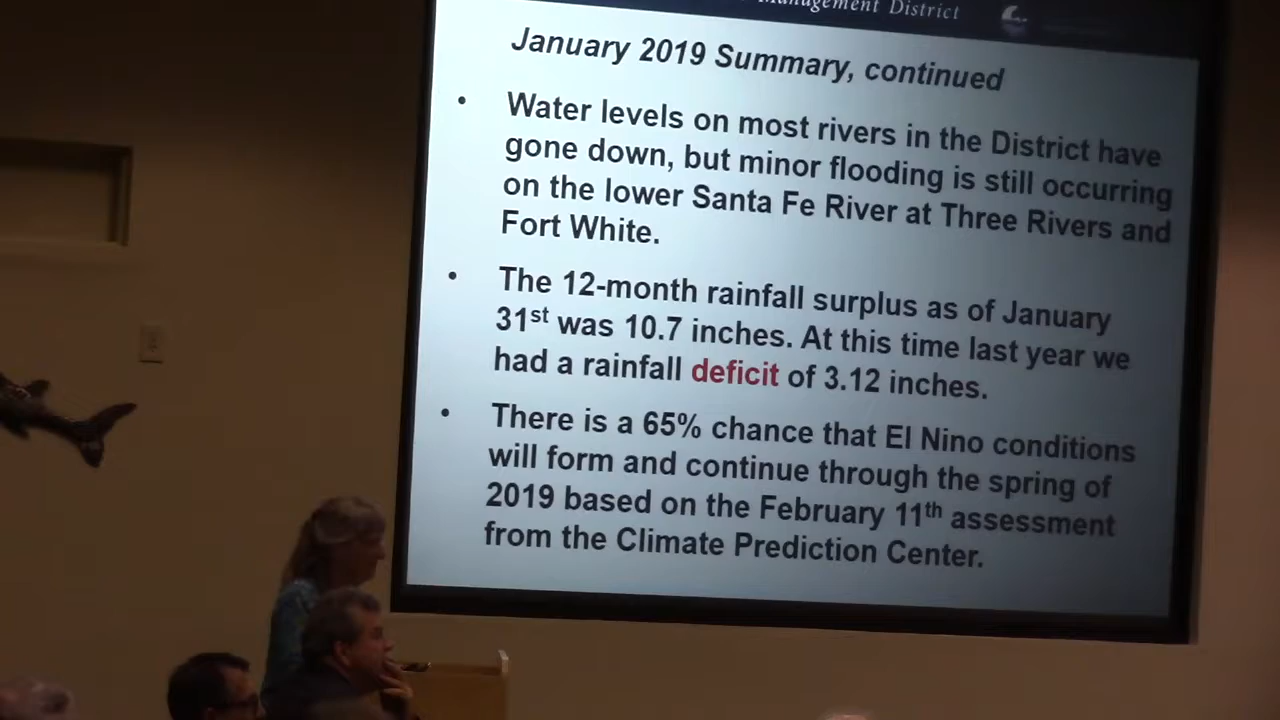 Management District
January 2019 Summary, continued
• Water levels on most rivers in the District have
gone down, but minor flooding is still occurring
on the lower Santa Fe River at Three Rivers and
Fort White.
• The 12-month rainfall surplus as of January
31st was 10.7 inches. At this time last year we
had a rainfall deficit of 3.12 inches.
• There is a 65% chance that El Nino conditions
will form and continue through the spring of
2019 based on the February 11th assessment
from the Climate Prediction Center.